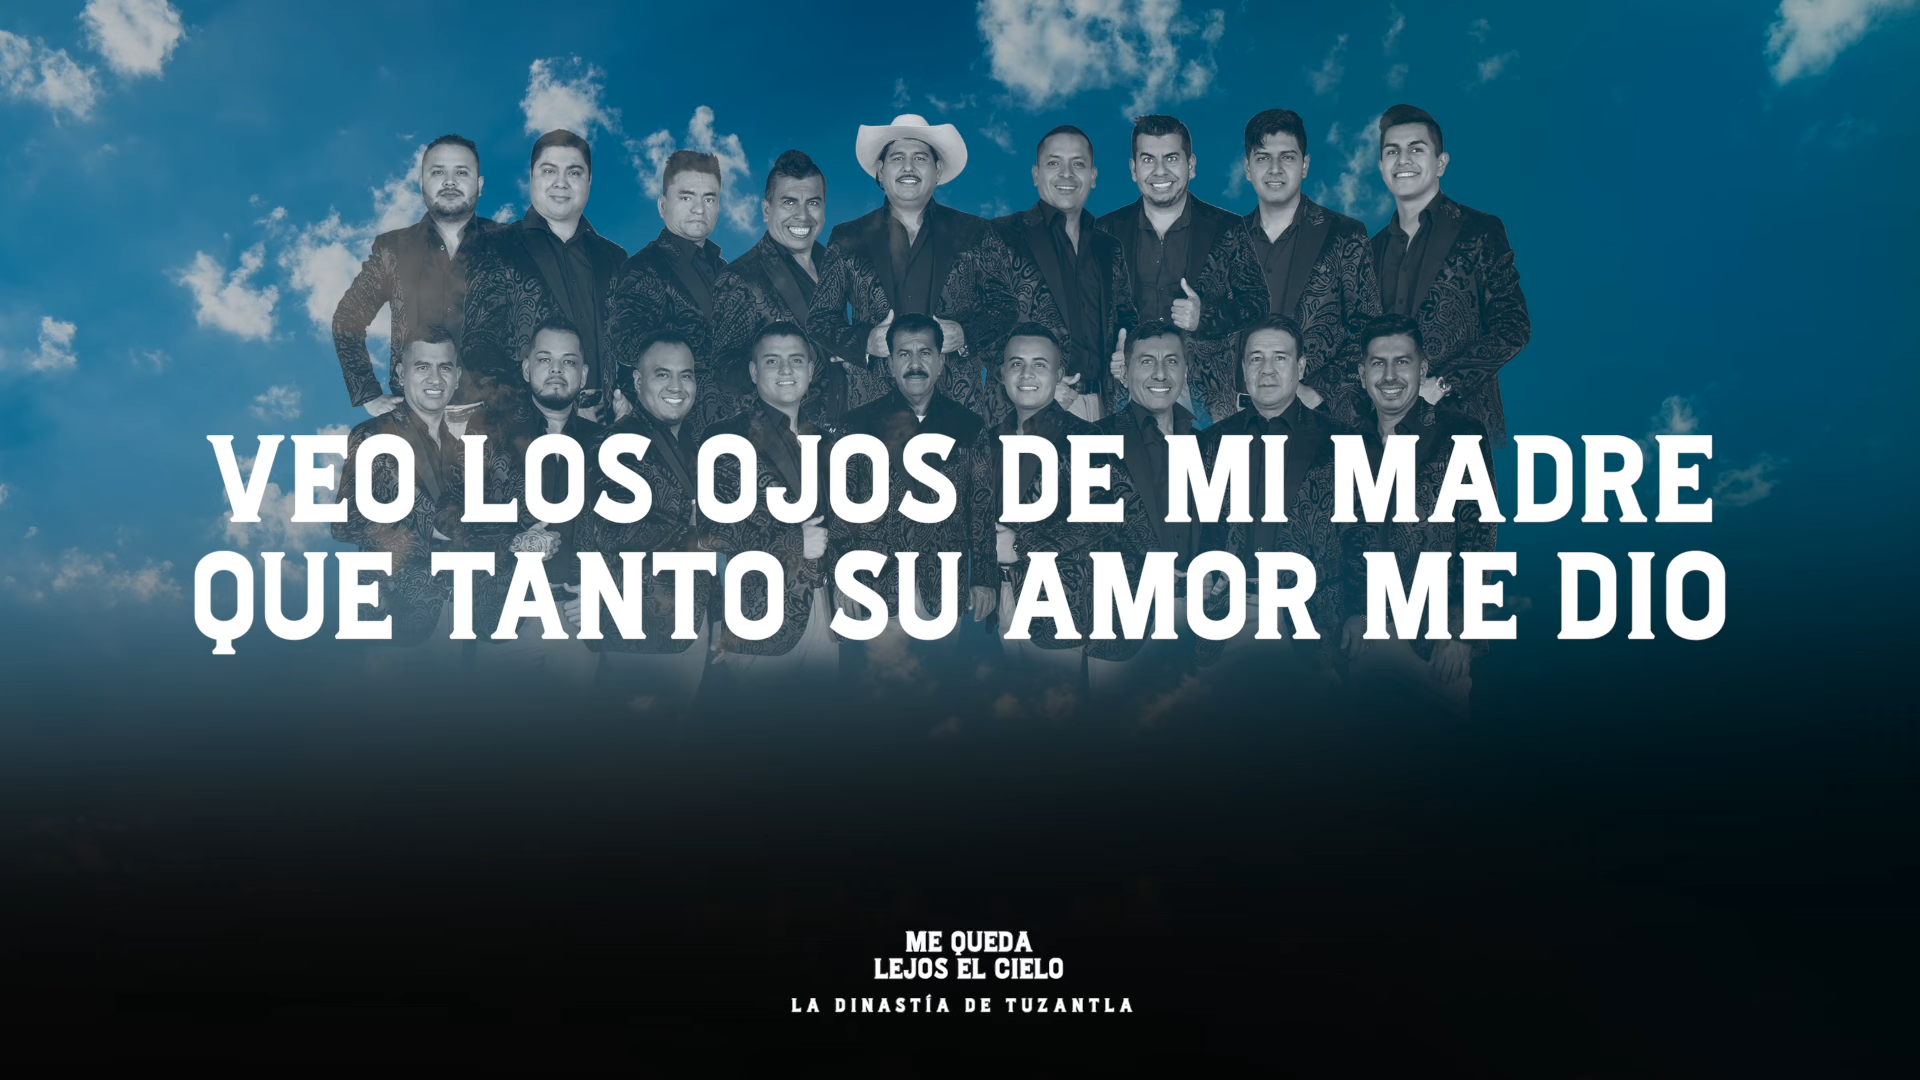 VEO LOS OJOS DE MI MADRE
QUE TANTO SU AMOR ME DIO
ME QUEDA
LEJOS EL CIELO
LA DINASTÍA DE TUZANTLA